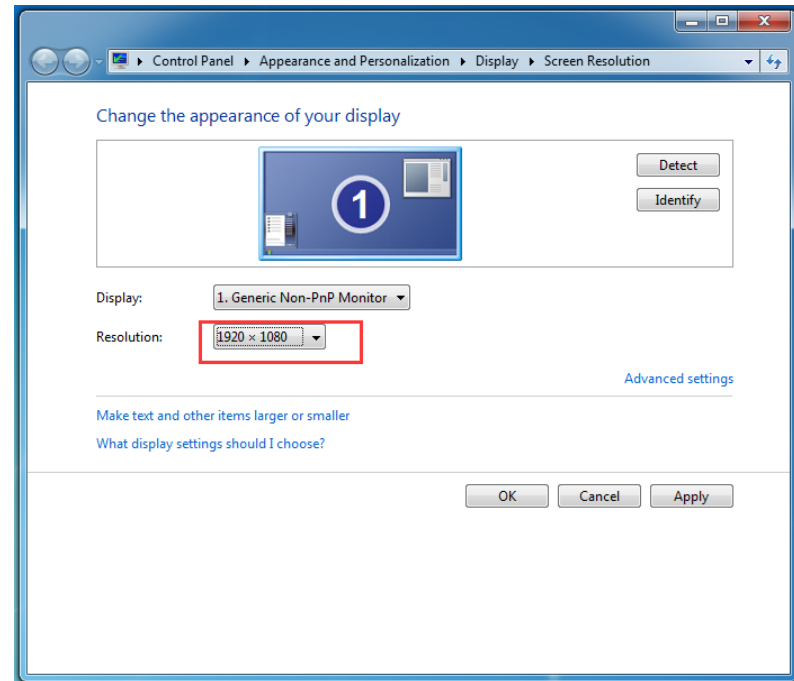 Control Panel ▸ Appearance and Personalization ▸ Display ▸ Screen Resolution
Change the appearance of your display
1
Detect
Identify
Display: 1. Generic Non-PnP Monitor
Resolution: 1920 × 1080
Advanced settings
Make text and other items larger or smaller
What display settings should I choose?
OK Cancel Apply